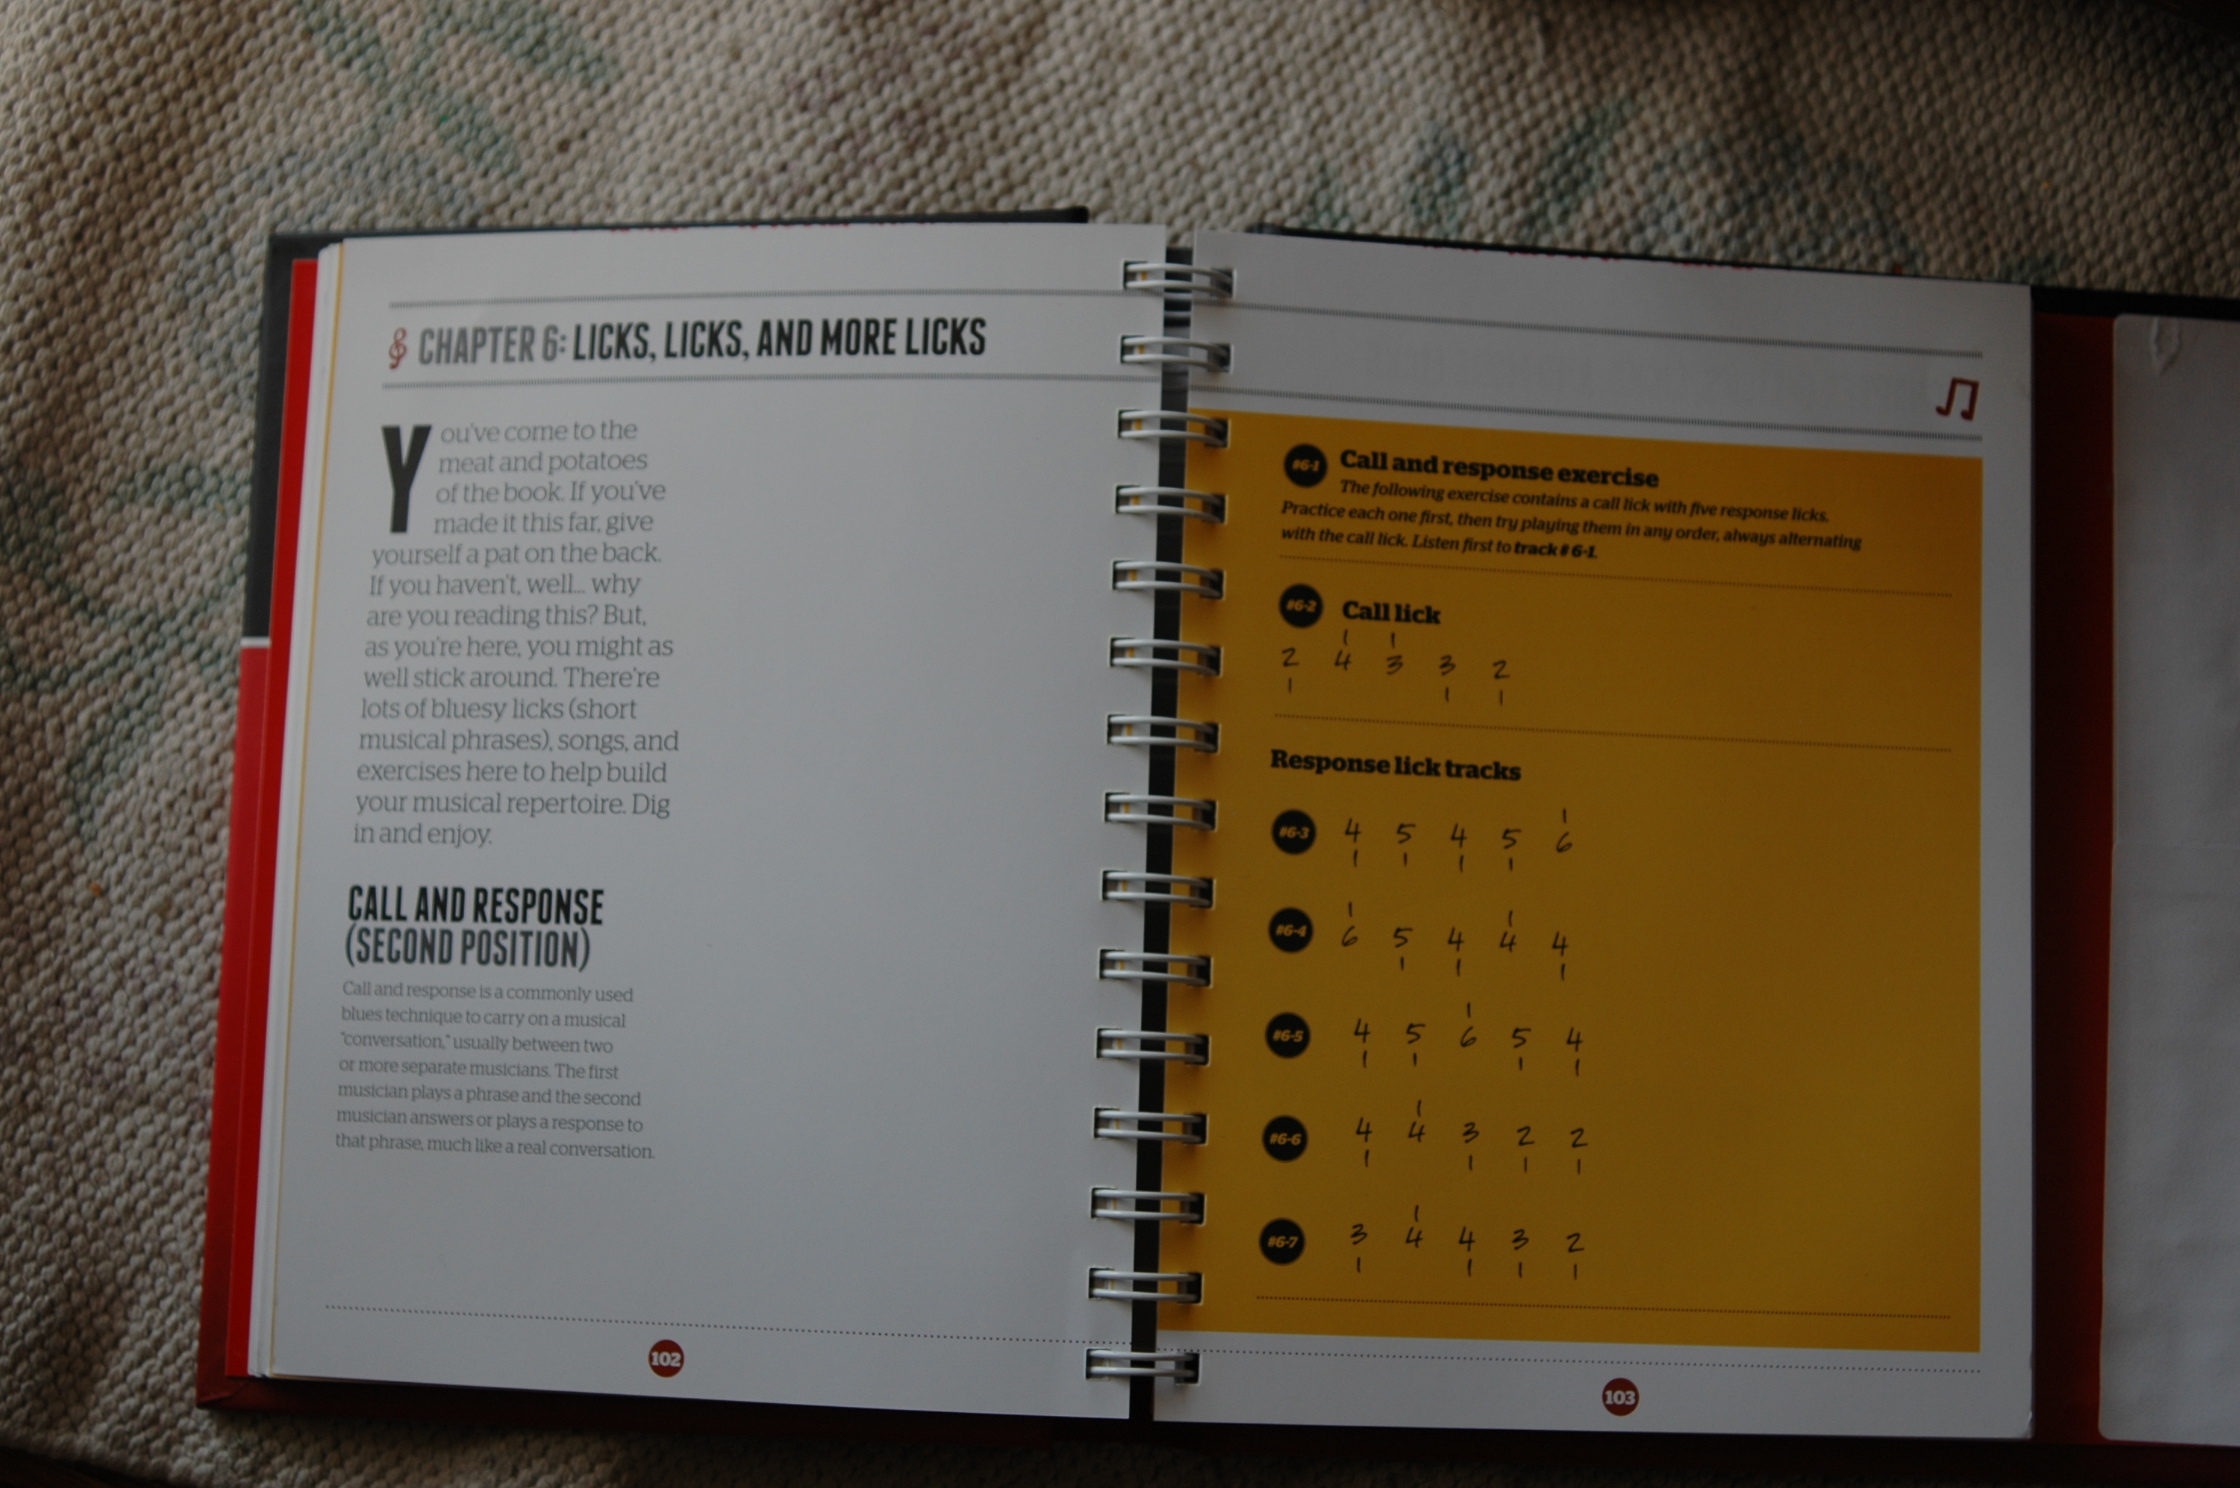 CHAPTER 6: LICKS, LICKS, AND MORE LICKS
You've come to the
meat and potatoes
of the book. If you've
made it this far, give
yourself a pat on the back.
If you haven't, well... why
are you reading this? But,
as you're here, you might as
well stick around. There're
lots of bluesy licks (short
musical phrases), songs, and
exercises here to help build
your musical repertoire. Dig
in and enjoy.
CALL AND RESPONSE
(SECOND POSITION)
Call and response is a commonly used
blues technique to carry on a musical
"conversation," usually between two
or more separate musicians. The first
musician plays a phrase and the second
musician answers or plays a response to
that phrase, much like a real conversation.
102
#6-1 Call and response exercise
The following exercise contains a call lick with five response licks.
Practice each one first, then try playing them in any order, always alternating
with the call lick. Listen first to track #6-1.
#6-2 Call lick
2 4 3 3 2
Response lick tracks
#6-3 4 5 4 5 6
#6-4 6 5 4 4 4
#6-5 4 5 6 5 4
#6-6 4 4 3 2 2
#6-7 3 4 4 3 2
103